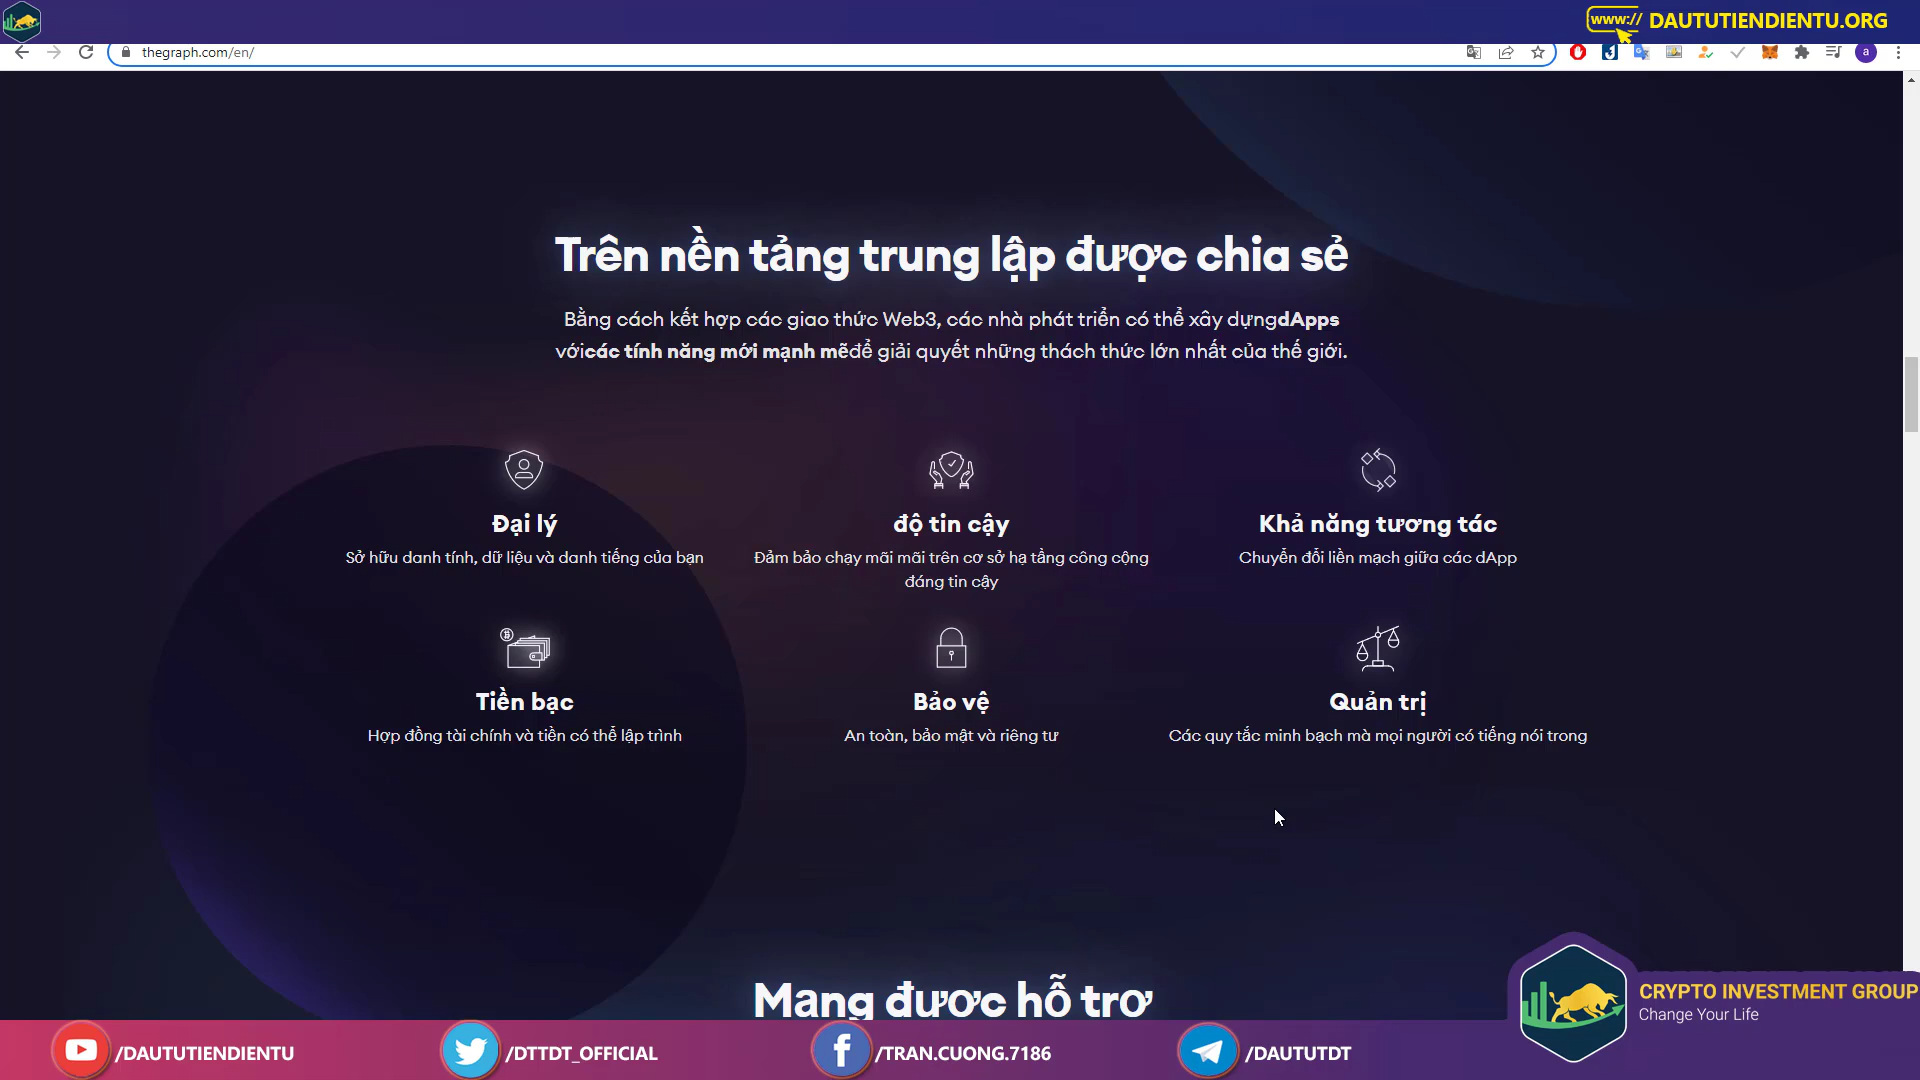 www:// DAUTUTIENDIENTU.ORG
thegraph.com/en/
a
Trên nền tảng trung lập được chia sẻ
Bằng cách kết hợp các giao thức Web3, các nhà phát triển có thể xây dựngdApps
vớicác tính năng mới mạnh mẽđể giải quyết những thách thức lớn nhất của thế giới.
Đại lý
Sở hữu danh tính, dữ liệu và danh tiếng của bạn
độ tin cậy
Đảm bảo chạy mãi mãi trên cơ sở hạ tầng công cộng
đáng tin cậy
Khả năng tương tác
Chuyển đổi liền mạch giữa các dApp
Tiền bạc
Hợp đồng tài chính và tiền có thể lập trình
Bảo vệ
An toàn, bảo mật và riêng tư
Quản trị
Các quy tắc minh bạch mà mọi người có tiếng nói trong
Mạng được hỗ trợ
CRYPTO INVESTMENT GROUP
Change Your Life
/DAUTUTIENDIENTU
/DTTDT_OFFICIAL
/TRAN.CUONG.7186
/DAUTUTDT